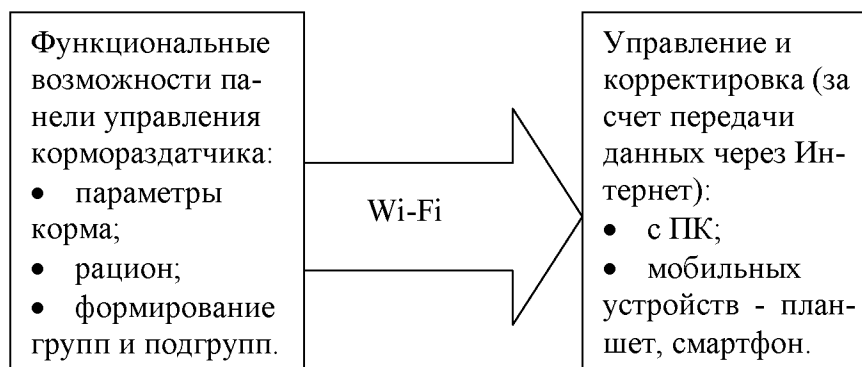 Функциональные
возможности па-
нели управления
кормораздатчика:
• параметры
корма;
• рацион;
• формирование
групп и подгрупп.
Wi-Fi
Управление и
корректировка (за
счет передачи
данных через Ин-
тернет):
• с ПК;
• мобильных
устройств - план-
шет, смартфон.